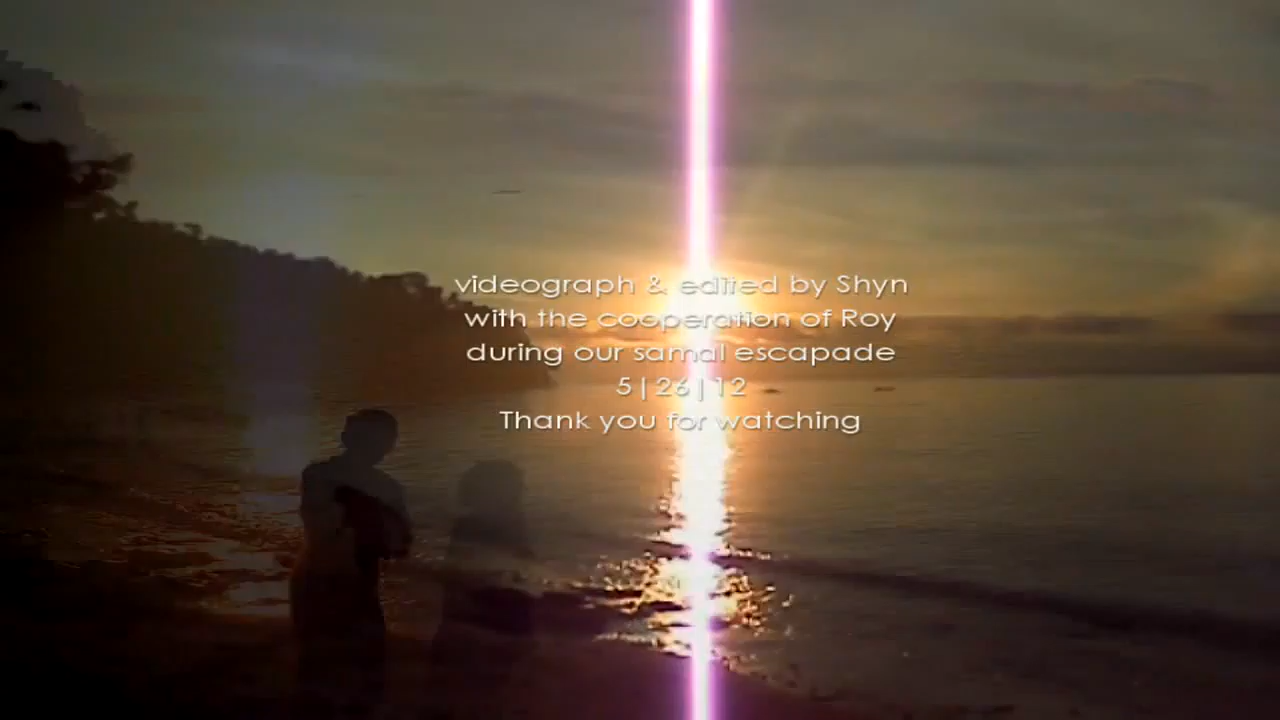 videograph & edited by Shyn
with the cooperation of Roy
during our samal escapade
5|26|12
Thank you for watching